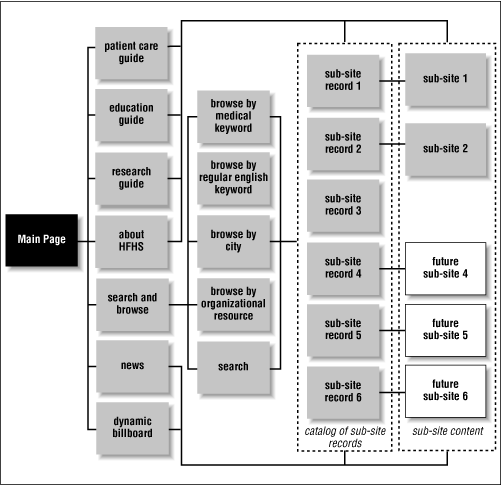 Main Page
patient care
guide
education
guide
research
guide
about
HFHS
search and
browse
news
dynamic
billboard
browse by
medical
keyword
browse by
regular english
keyword
browse by
city
browse by
organizational
resource
search
sub-site
record 1
sub-site
record 2
sub-site
record 3
sub-site
record 4
sub-site
record 5
sub-site
record 6
catalog of sub-site
records
sub-site 1
sub-site 2
future
sub-site 4
future
sub-site 5
future
sub-site 6
sub-site content